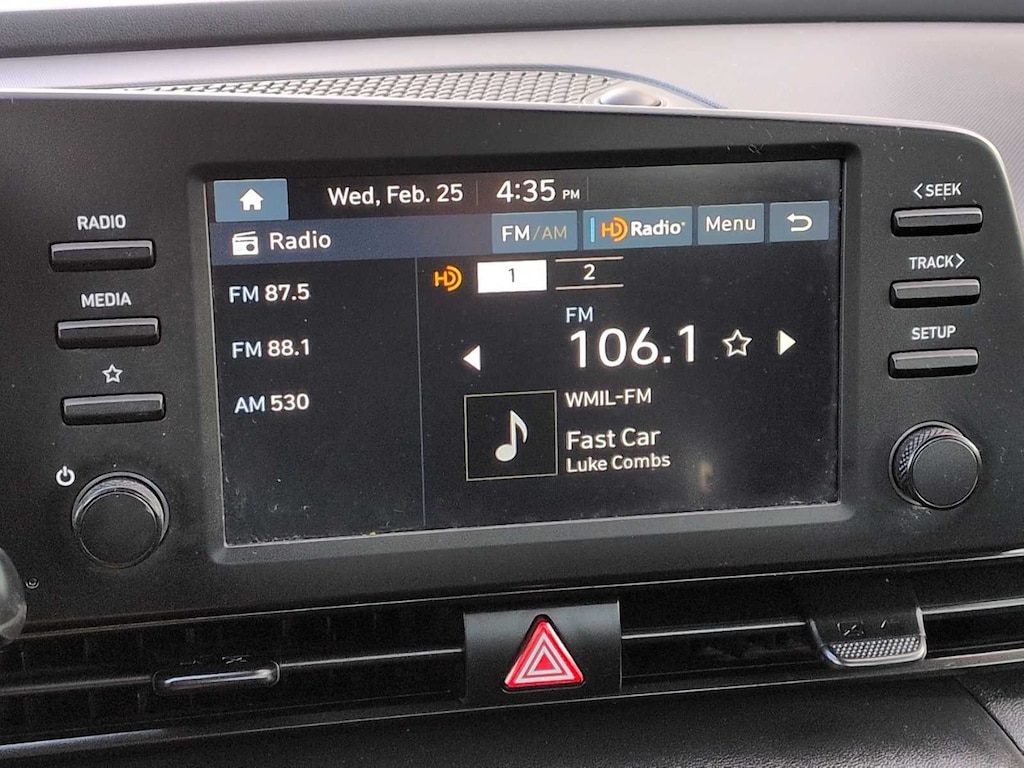 Wed, Feb. 25 4:35 PM
Radio FM/AM HD Radio Menu
HD 1 2
FM 87.5
FM 88.1
AM 530
FM
106.1
WMIL-FM
Fast Car
Luke Combs
RADIO
MEDIA
<SEEK
TRACK>
SETUP